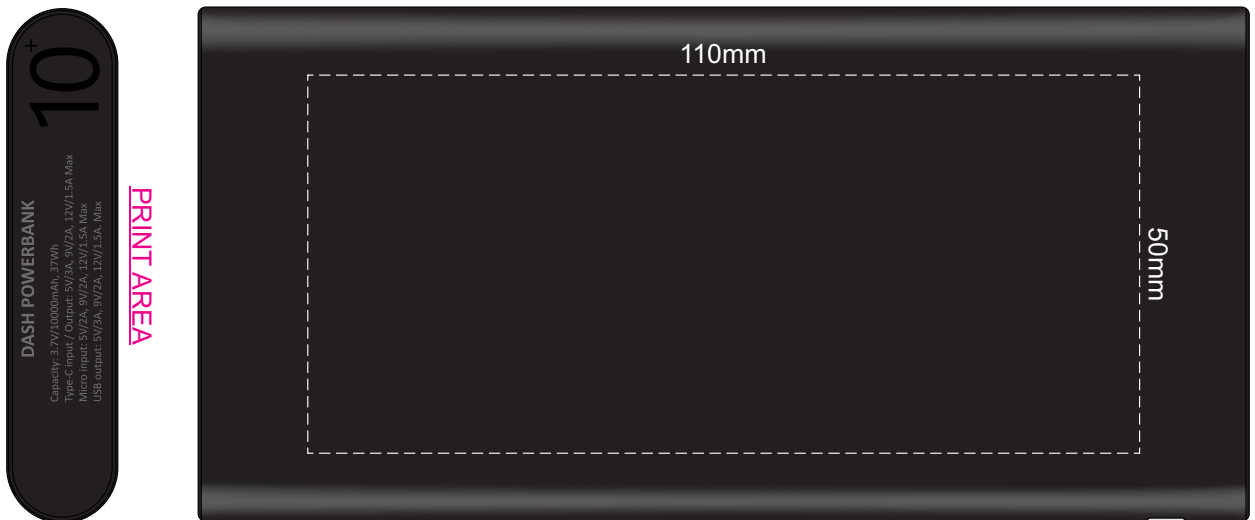 10+
DASH POWERBANK
Capacity: 3.7V/10000mAh, 37Wh
Type-C input / Output: 5V/3A, 9V/2A, 12V/1.5A Max
Micro input: 5V/2A, 9V/2A, 12V/1.5A Max
USB output: 5V/3A, 9V/2A, 12V/1.5A. Max
PRINT AREA
110mm
50mm